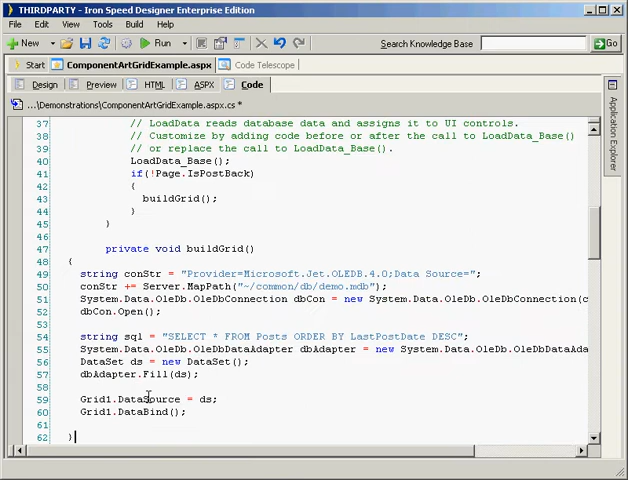 THIRDPARTY - Iron Speed Designer Enterprise Edition
File Edit View Tools Build Help
New Run Search Knowledge Base Go
Start ComponentArtGridExample.aspx Code Telescope
Design Preview HTML ASPX Code
...\Demonstrations\ComponentArtGridExample.aspx.cs *
Application Explorer
37 // LoadData reads database data and assigns it to UI controls.
38 // Customize by adding code before or after the call to LoadData_Base()
39 // or replace the call to LoadData_Base().
40 LoadData_Base();
41 if(!Page.IsPostBack)
42 {
43 buildGrid();
44 }
45 )
46
47 private void buildGrid()
48 {
49 string conStr = "Provider=Microsoft.Jet.OLEDB.4.0;Data Source=";
50 conStr += Server.MapPath("~/common/db/demo.mdb");
51 System.Data.OleDb.OleDbConnection dbCon = new System.Data.OleDb.OleDbConnection(c
52 dbCon.Open();
53
54 string sql = "SELECT * FROM Posts ORDER BY LastPostDate DESC";
55 System.Data.OleDb.OleDbDataAdapter dbAdapter = new System.Data.OleDb.OleDbDataAda
56 DataSet ds = new DataSet();
57 dbAdapter.Fill(ds);
58
59 Grid1.DataSource = ds;
60 Grid1.DataBind();
61
62 }